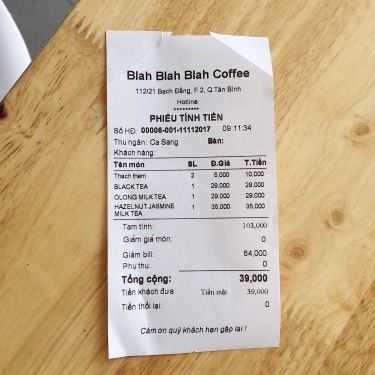 Blah Blah Blah Coffee
112/21 Bạch Đằng, F.2, Q.Tân Bình
Hotline:
*********
PHIẾU TÍNH TIỀN
Số HĐ: 00006-001-11112017 09:11:34
Thu ngân: Ca Sang Bàn:
Khách hàng:
Tên món SL Đ.Giá T.Tiền
Thach them 2 5,000 10,000
BLACK TEA 1 29,000 29,000
OLONG MILK TEA 1 29,000 29,000
HAZELNUT JASMINE 1 35,000 35,000
MILK TEA
Tạm tính: 103,000
Giảm giá món: 0
Giảm bill: 64,000
Phụ thu: 0
Tổng cộng: 39,000
Tiền khách đưa: Tiền mặt 39,000
Tiền thối lại: 0
Cám ơn quý khách hẹn gặp lại !